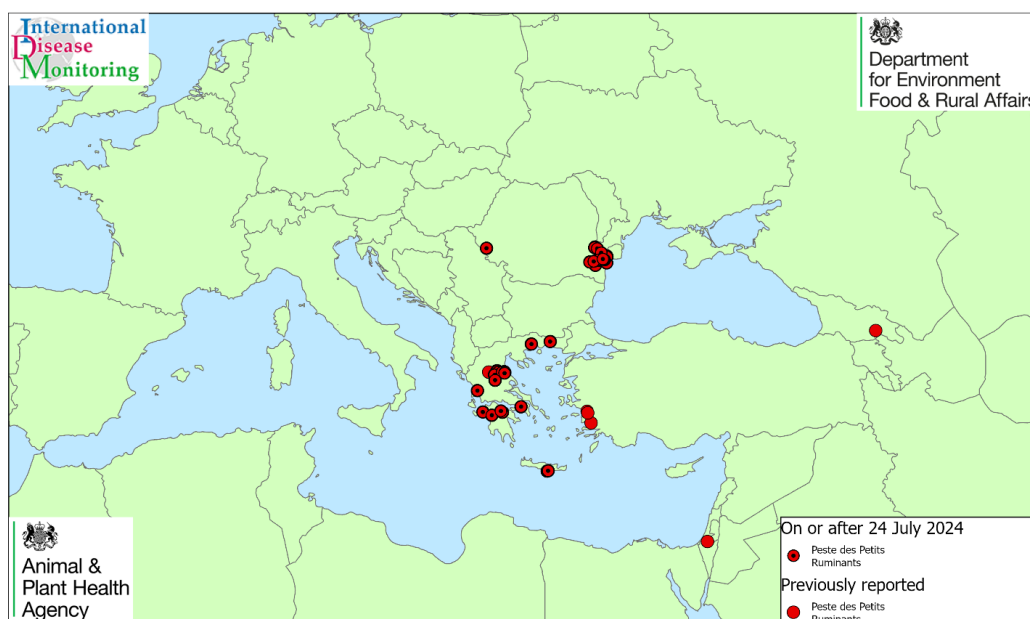 International
Disease
Monitoring
Department
for Environment
Food & Rural Affairs
Animal &
Plant Health
Agency
On or after 24 July 2024
Peste des Petits
Ruminants
Previously reported
Peste des Petits
Ruminants